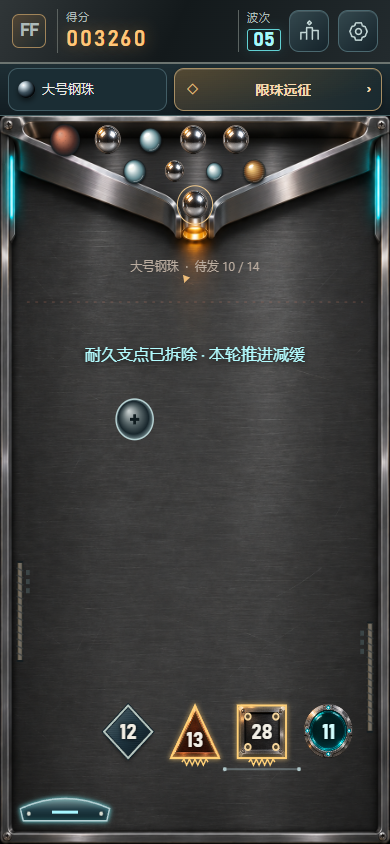 FF
得分
003260
波次
05
大号钢珠
限珠远征 ›
大号钢珠 · 待发 10 / 14
耐久支点已拆除 · 本轮推进减缓
+
12
13
28
11